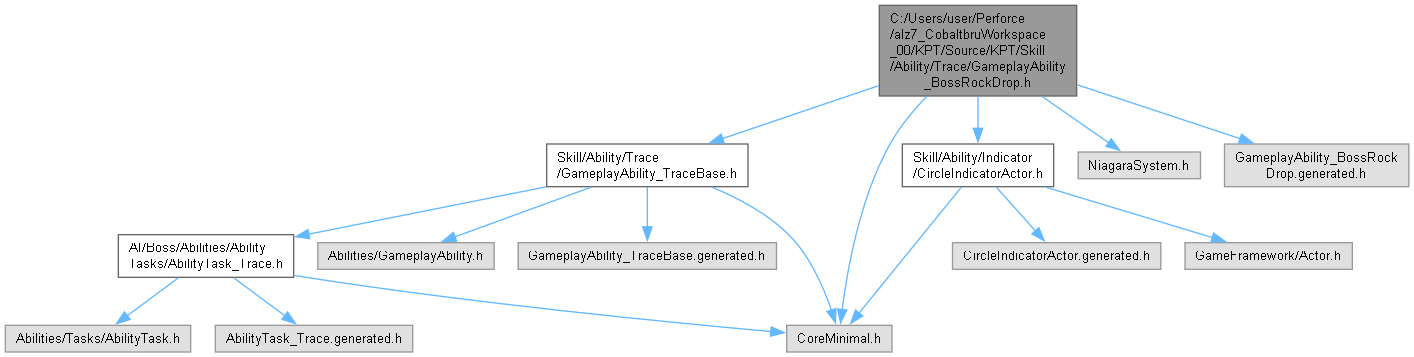 C:/Users/user/Perforce
/alz7_CobaltbruWorkspace
_00/KPT/Source/KPT/Skill
/Ability/Trace/GameplayAbility
_BossRockDrop.h
Skill/Ability/Trace
/GameplayAbility_TraceBase.h
Skill/Ability/Indicator
/CircleIndicatorActor.h
NiagaraSystem.h
GameplayAbility_BossRock
Drop.generated.h
AI/Boss/Abilities/Ability
Tasks/AbilityTask_Trace.h
Abilities/GameplayAbility.h
GameplayAbility_TraceBase.generated.h
CircleIndicatorActor.generated.h
GameFramework/Actor.h
Abilities/Tasks/AbilityTask.h
AbilityTask_Trace.generated.h
CoreMinimal.h